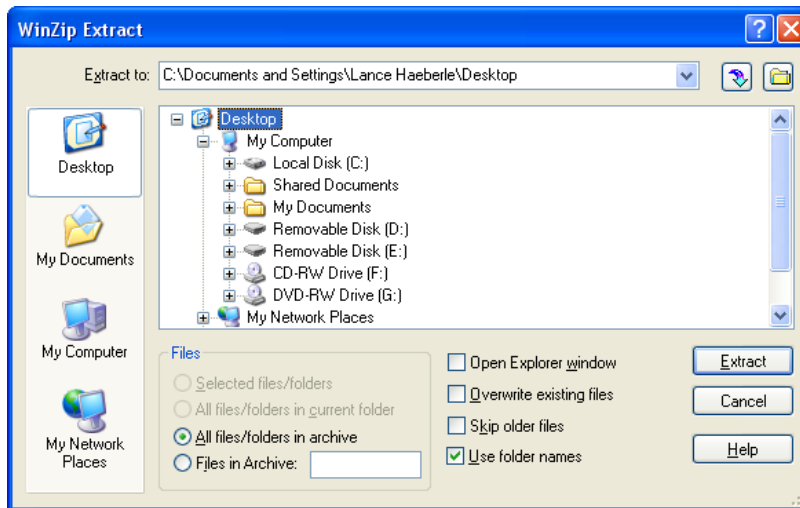 WinZip Extract
Extract to: C:\Documents and Settings\Lance Haeberle\Desktop
Desktop
My Documents
My Computer
My Network
Places
Desktop
My Computer
Local Disk (C:)
Shared Documents
My Documents
Removable Disk (D:)
Removable Disk (E:)
CD-RW Drive (F:)
DVD-RW Drive (G:)
My Network Places
Files
Selected files/folders
All files/folders in current folder
All files/folders in archive
Files in Archive:
Open Explorer window
Overwrite existing files
Skip older files
Use folder names
Extract
Cancel
Help